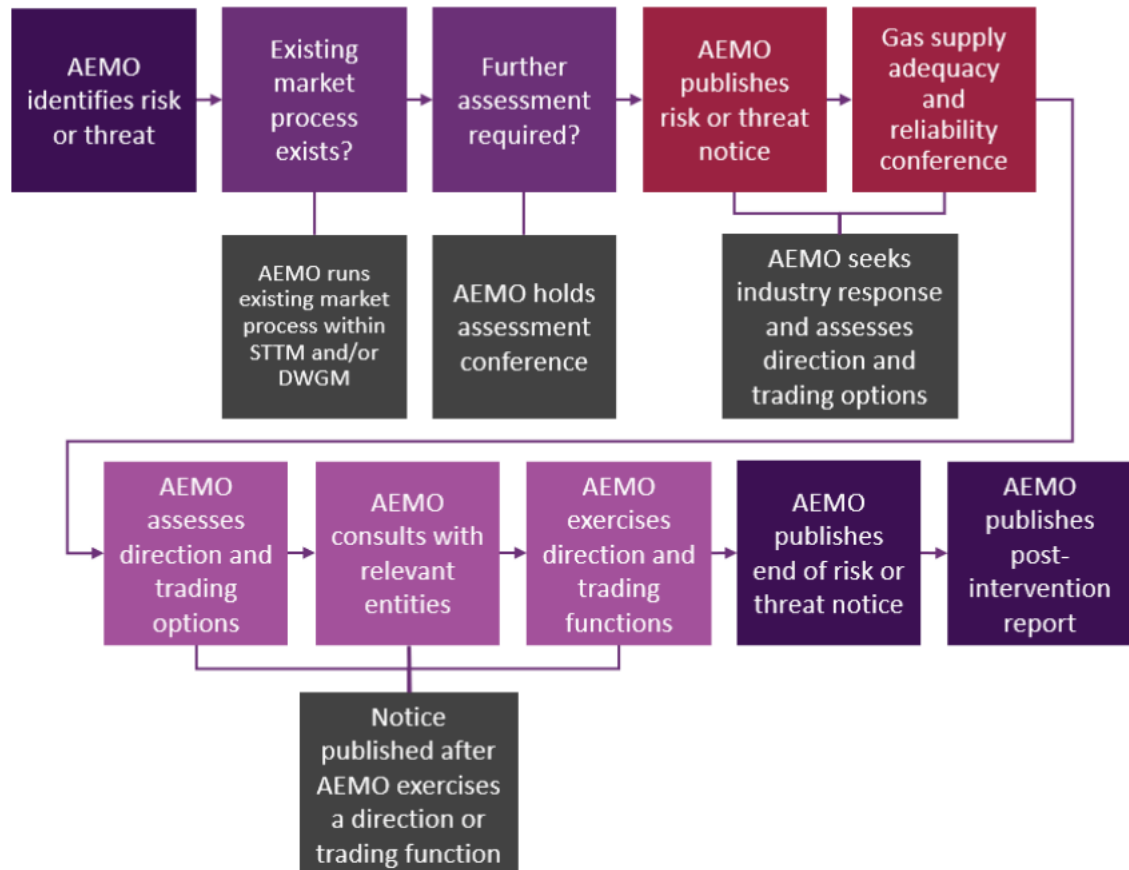 AEMO
identifies risk
or threat
Existing
market
process
exists?
Further
assessment
required?
AEMO
publishes
risk or threat
notice
Gas supply
adequacy
and
reliability
conference
AEMO runs
existing market
process within
STTM and/or
DWGM
AEMO holds
assessment
conference
AEMO seeks
industry response
and assesses
direction and
trading options
AEMO
assesses
direction and
trading
options
AEMO
consults with
relevant
entities
AEMO
exercises
direction and
trading
functions
AEMO
publishes
end of risk or
threat notice
AEMO
publishes
post-
intervention
report
Notice
published after
AEMO exercises
a direction or
trading function